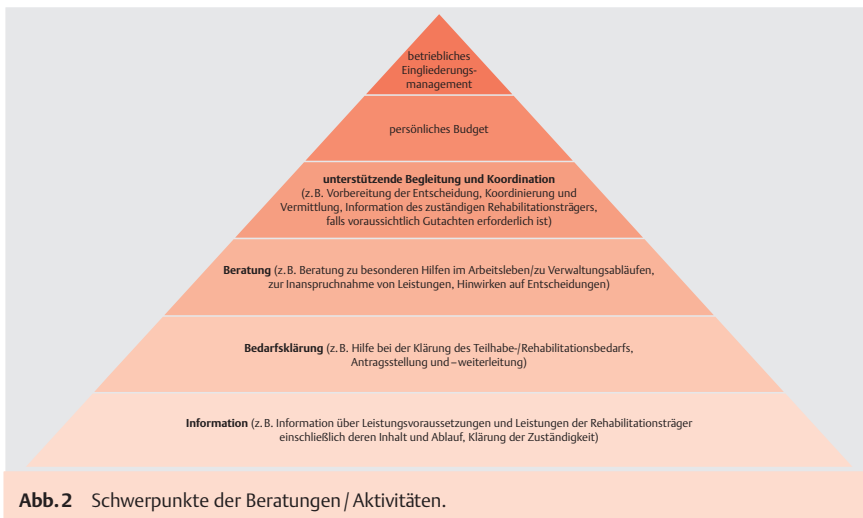 betriebliches
Eingliederungs-
management
persönliches Budget
unterstützende Begleitung und Koordination
(z.B. Vorbereitung der Entscheidung, Koordinierung und
Vermittlung, Information des zuständigen Rehabilitationsträgers,
falls voraussichtlich Gutachten erforderlich ist)
Beratung (z.B. Beratung zu besonderen Hilfen im Arbeitsleben/zu Verwaltungsabläufen,
zur Inanspruchnahme von Leistungen, Hinwirken auf Entscheidungen)
Bedarfsklärung (z.B. Hilfe bei der Klärung des Teilhabe-/Rehabilitationsbedarfs,
Antragsstellung und –weiterleitung)
Information (z.B. Information über Leistungsvoraussetzungen und Leistungen der Rehabilitationsträger
einschließlich deren Inhalt und Ablauf, Klärung der Zuständigkeit)
Abb. 2 Schwerpunkte der Beratungen / Aktivitäten.